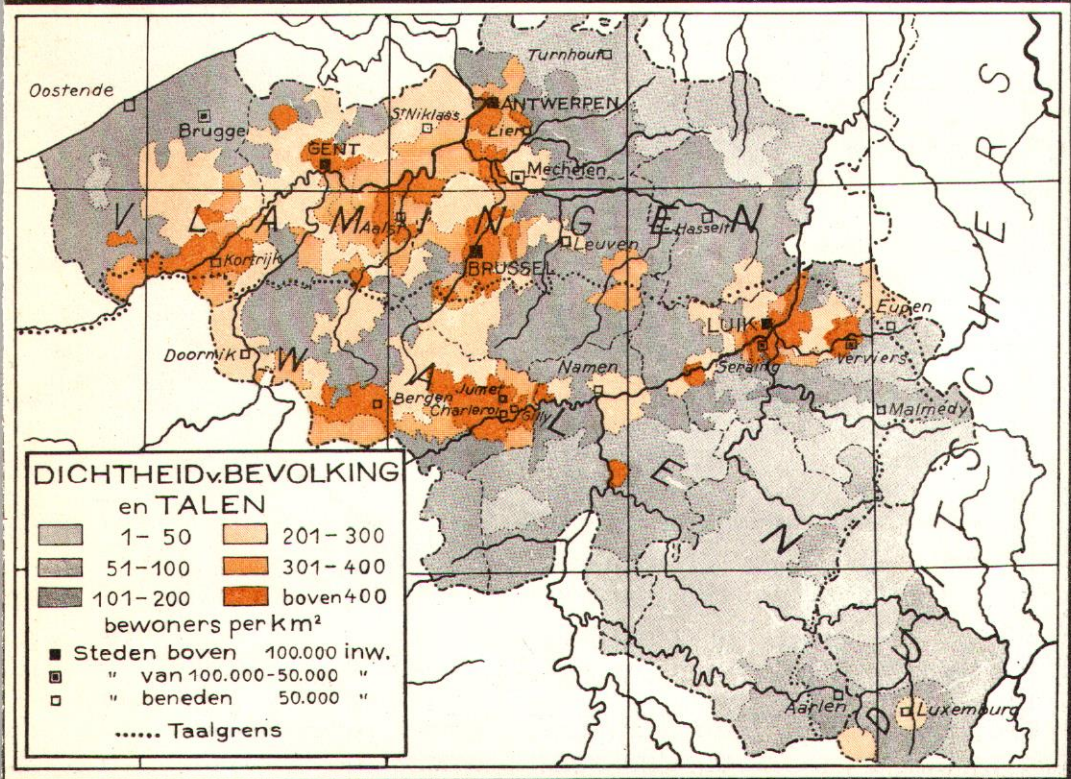 Turnhout
Oostende
ANTWERPEN
Brugge
St Niklaas
Lier
GENT
Mechelen
VLAMINGEN
Aalst
Hasselt
Leuven
Kortrijk
BRUSSEL
Eupen
LUIK
Doornik
Verviers
Seraing
WALEN
Namen
Jumet
Bergen
Charleroi
Gilly
Malmedy
DUITSCHERS
Aarlen
Luxemburg
DICHTHEID v. BEVOLKING
en TALEN
1 – 50
201 – 300
51 – 100
301 – 400
101 – 200
boven 400
bewoners per km²
Steden boven 100.000 inw.
" van 100.000-50.000 "
" beneden 50.000 "
Taalgrens